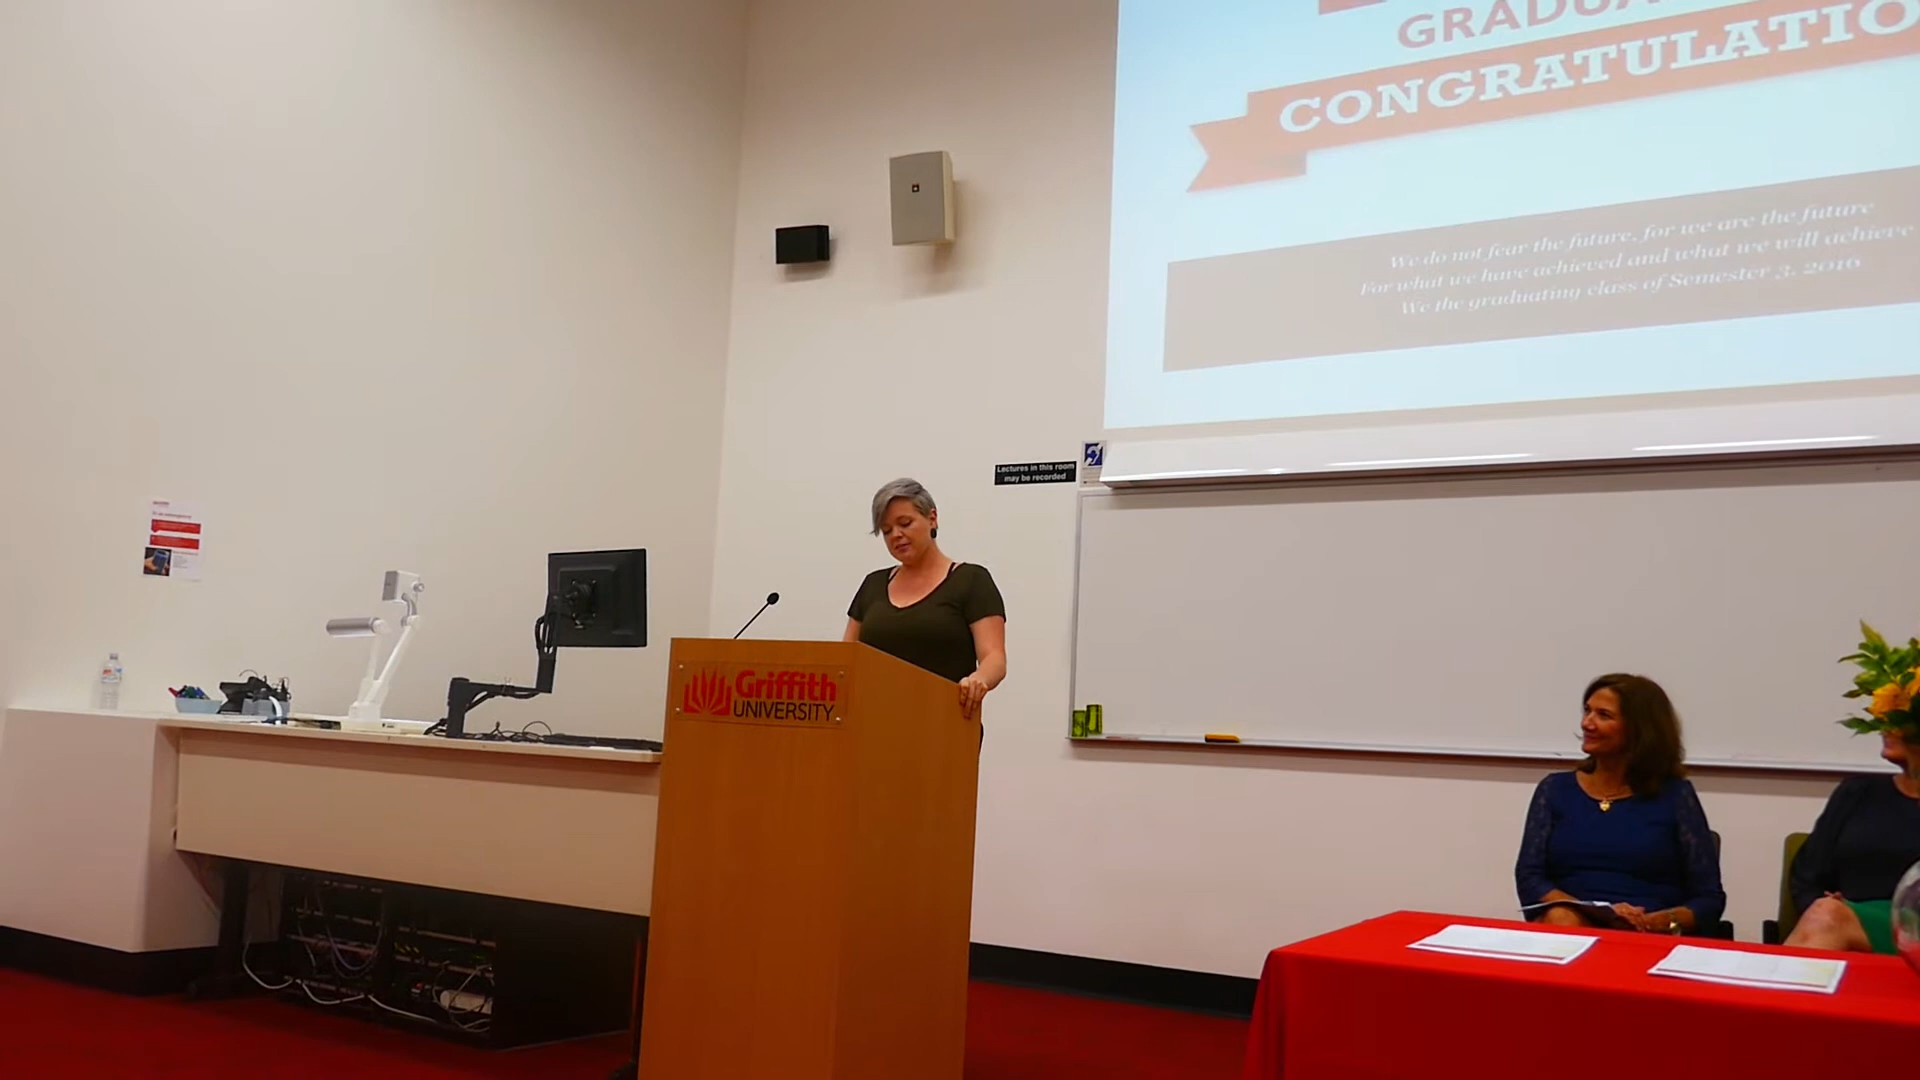 GRADUA
CONGRATULATIO
We do not fear the future, for we are the future
For what we have achieved and what we will achieve
We the graduating class of Semester 3, 2016
Lectures in this room
may be recorded
Griffith
UNIVERSITY